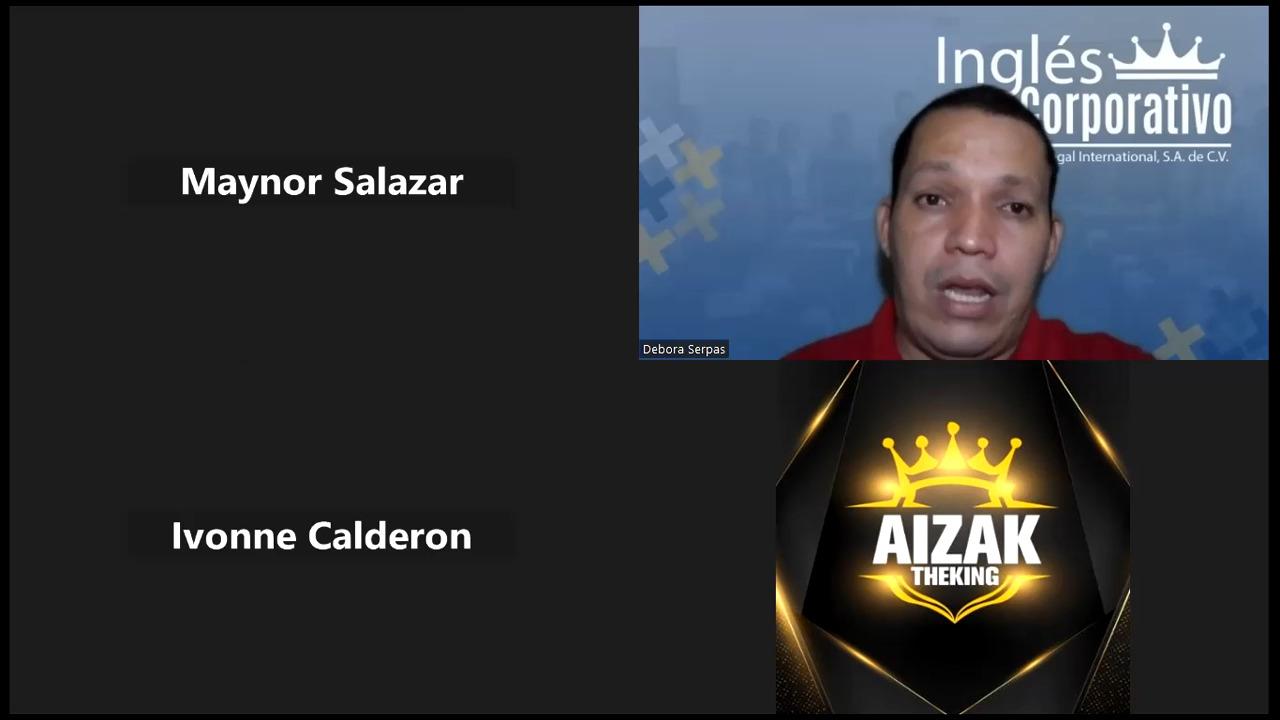 Maynor Salazar
Inglés
Corporativo
gal International, S.A. de C.V.
Debora Serpas
Ivonne Calderon
AIZAK
THEKING